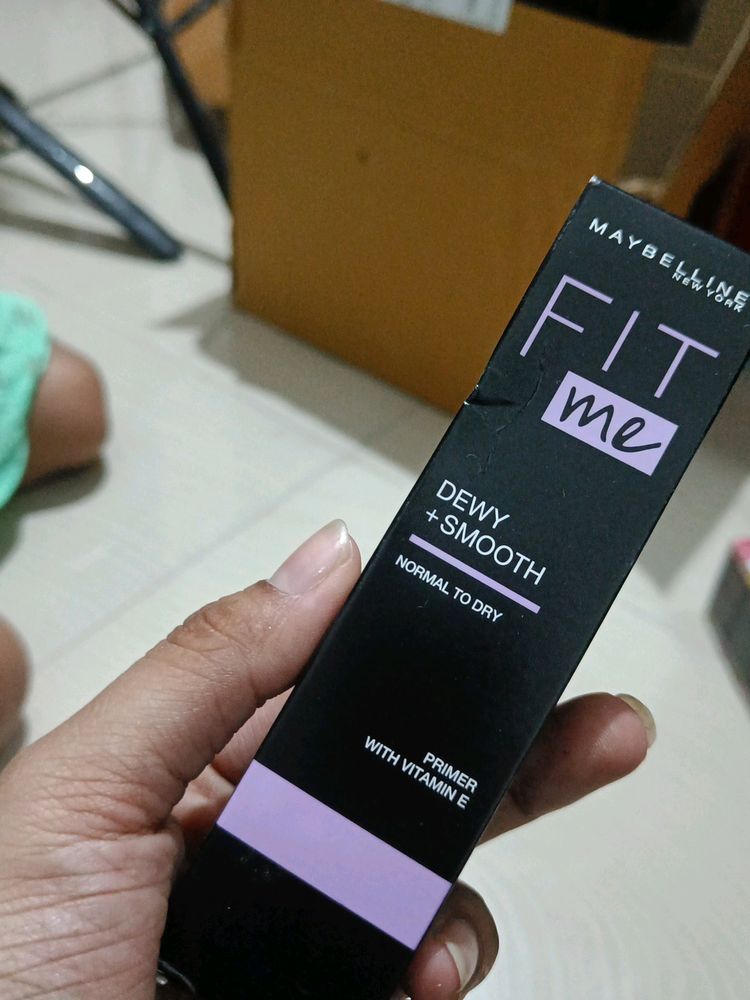 MAYBELLINE
NEW YORK
FIT
me
DEWY
+SMOOTH
NORMAL TO DRY
PRIMER
WITH VITAMIN E